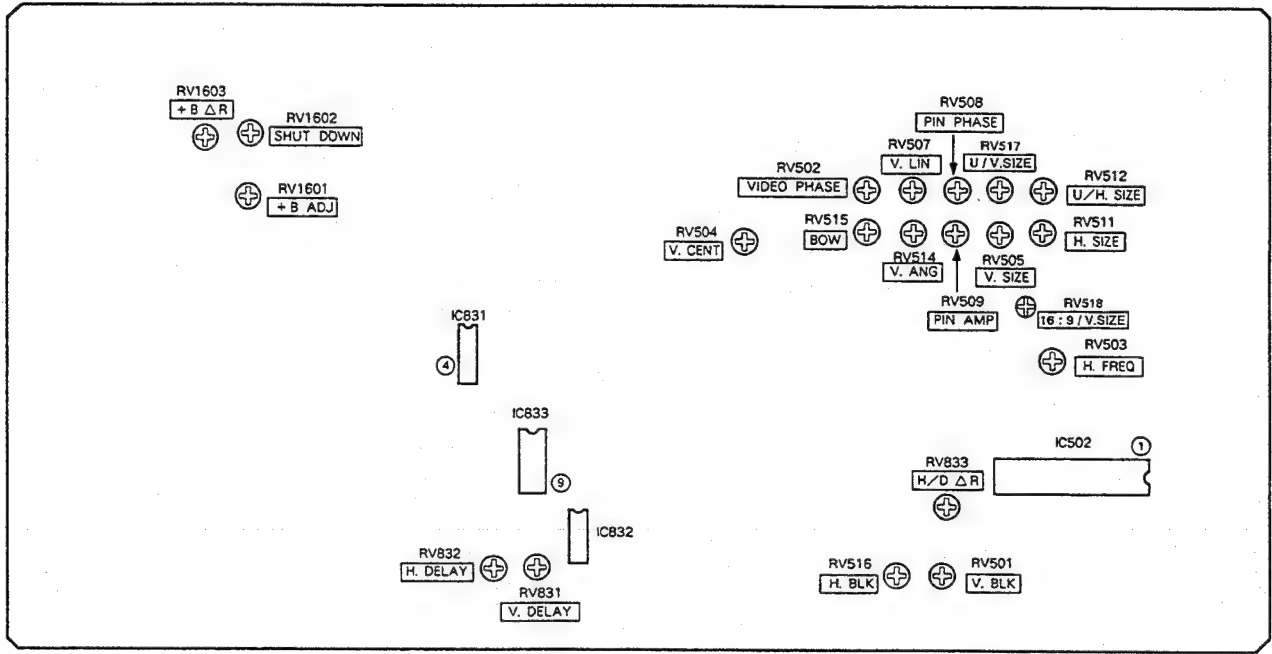 RV1603
+B △R
RV1602
SHUT DOWN
RV1601
+B ADJ
RV508
PIN PHASE
RV507
V. LIN
RV517
U/V.SIZE
RV502
VIDEO PHASE
RV512
U/H. SIZE
RV515
BOW
RV504
V. CENT
RV511
H. SIZE
RV514
V. ANG
RV505
V. SIZE
RV509
PIN AMP
RV518
16:9/V.SIZE
RV503
H. FREQ
IC831
4
IC833
9
IC502
1
RV833
H/D △R
IC832
RV832
H. DELAY
RV831
V. DELAY
RV516
H. BLK
RV501
V. BLK